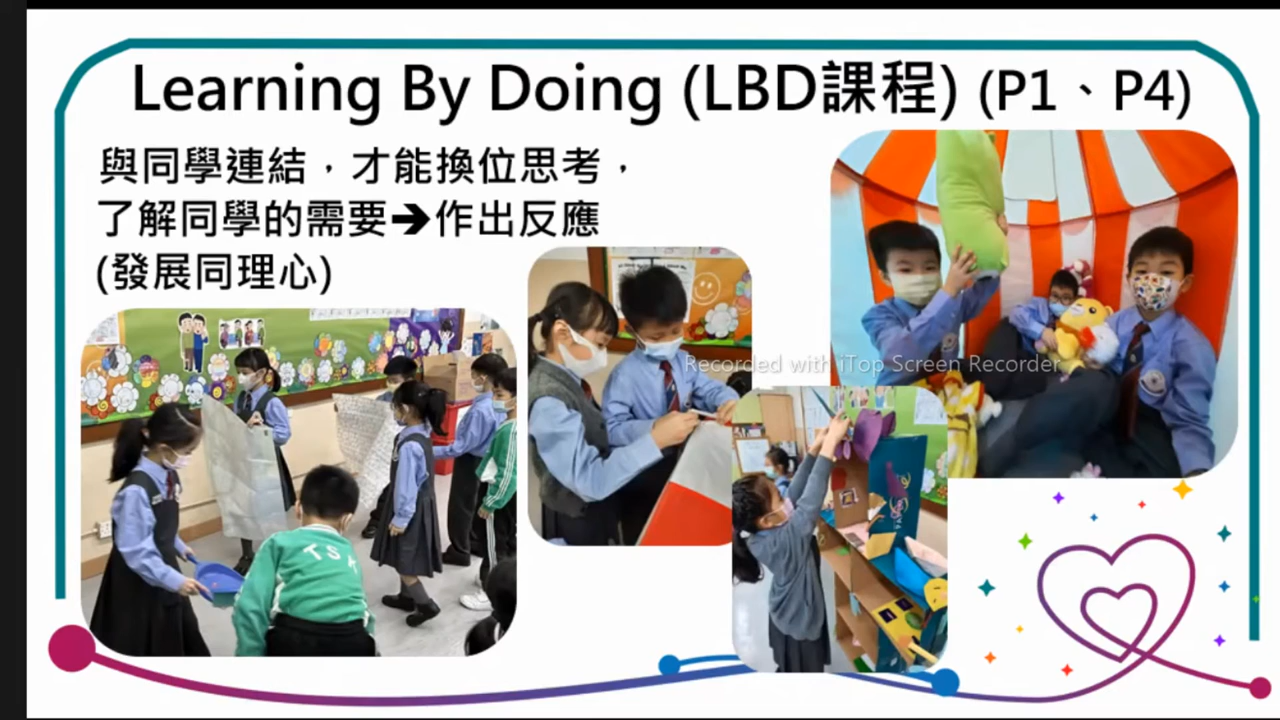 Learning By Doing (LBD課程) (P1、P4)
與同學連結，才能換位思考，
了解同學的需要➔作出反應
(發展同理心)
Recorded with iTop Screen Recorder